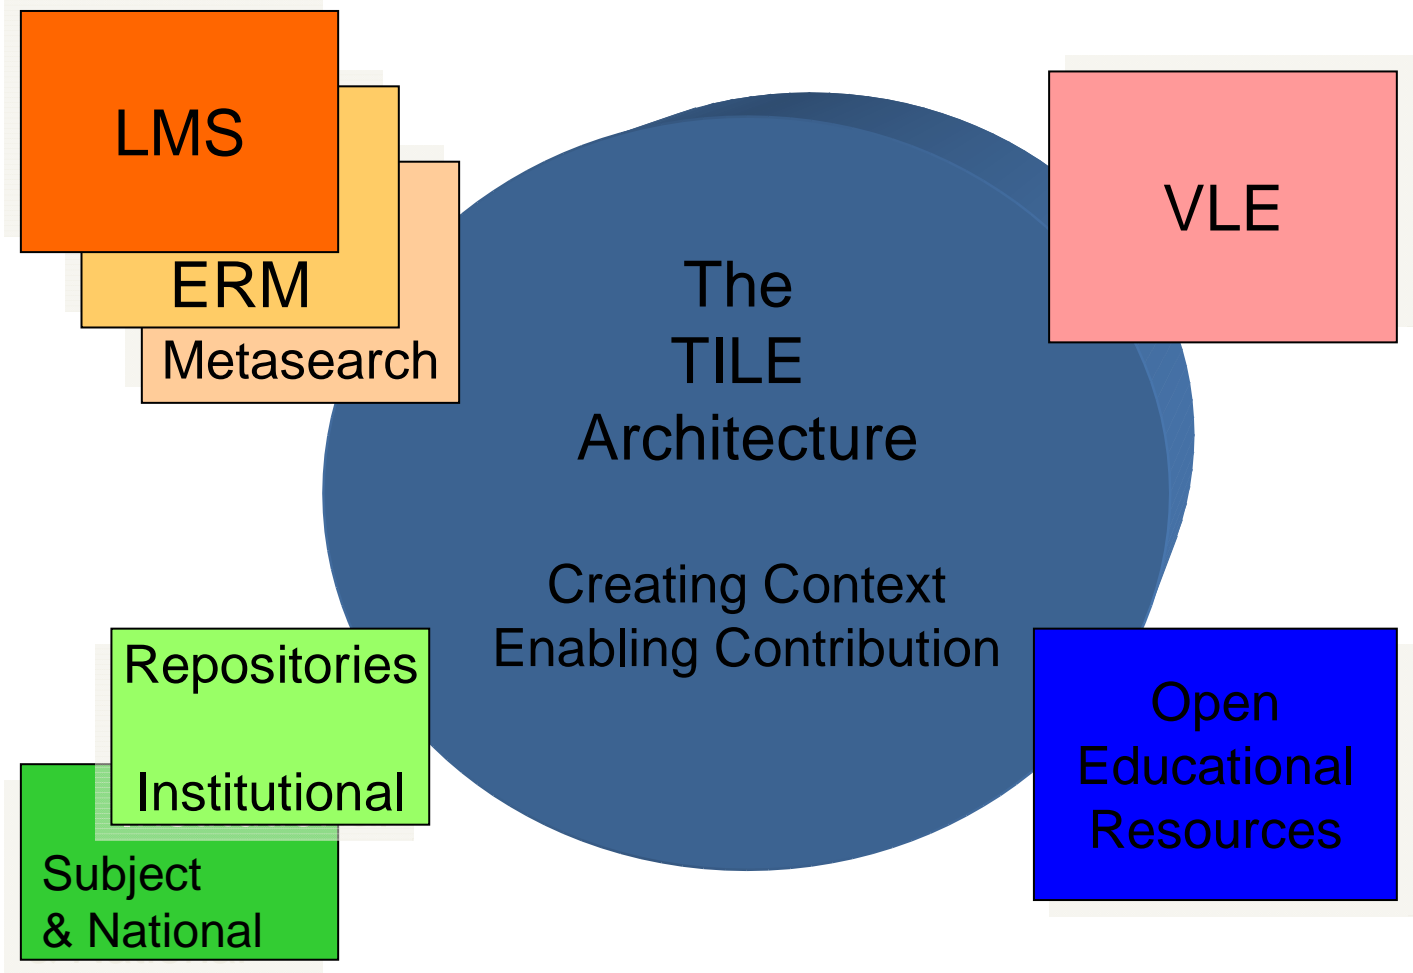 LMS
ERM
Metasearch
VLE
The
TILE
Architecture
Creating Context
Enabling Contribution
Repositories
Institutional
Subject
& National
Open
Educational
Resources